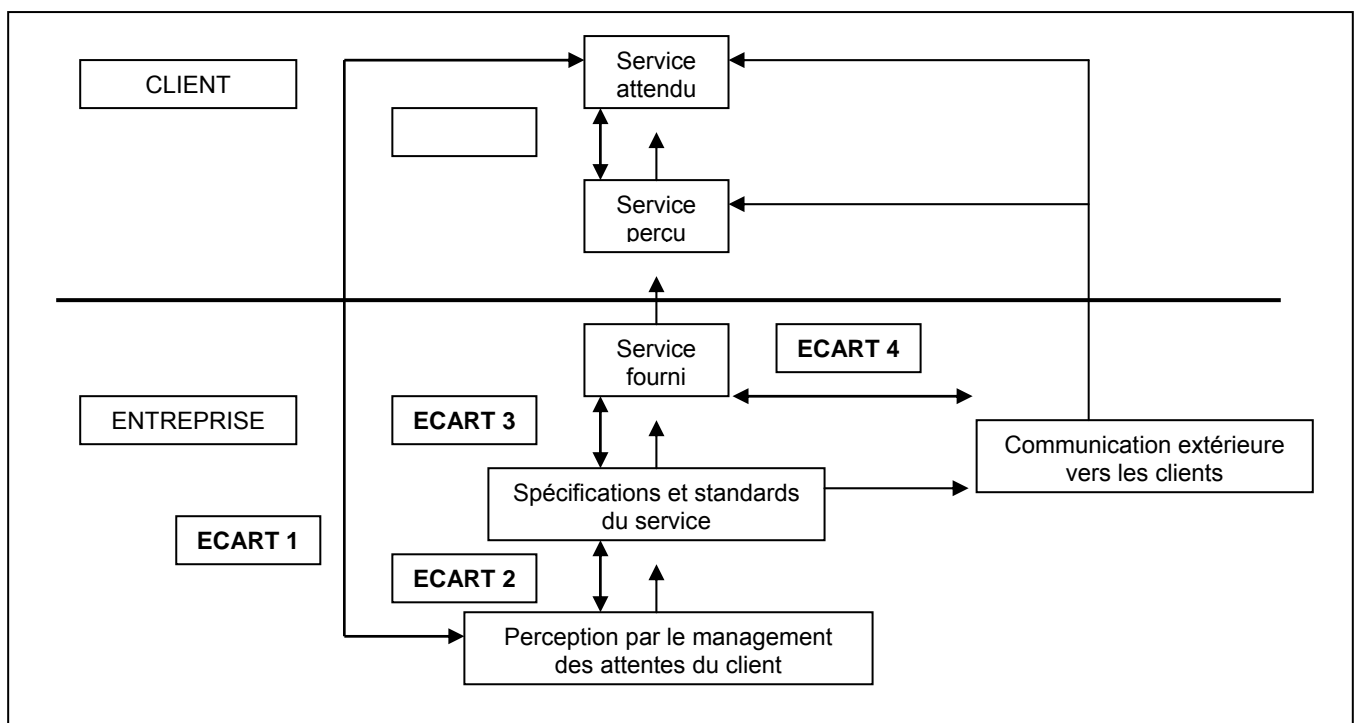 CLIENT
Service
attendu
Service
perçu
Service
fourni
ECART 4
ENTREPRISE
ECART 3
Communication extérieure
vers les clients
Spécifications et standards
du service
ECART 1
ECART 2
Perception par le management
des attentes du client